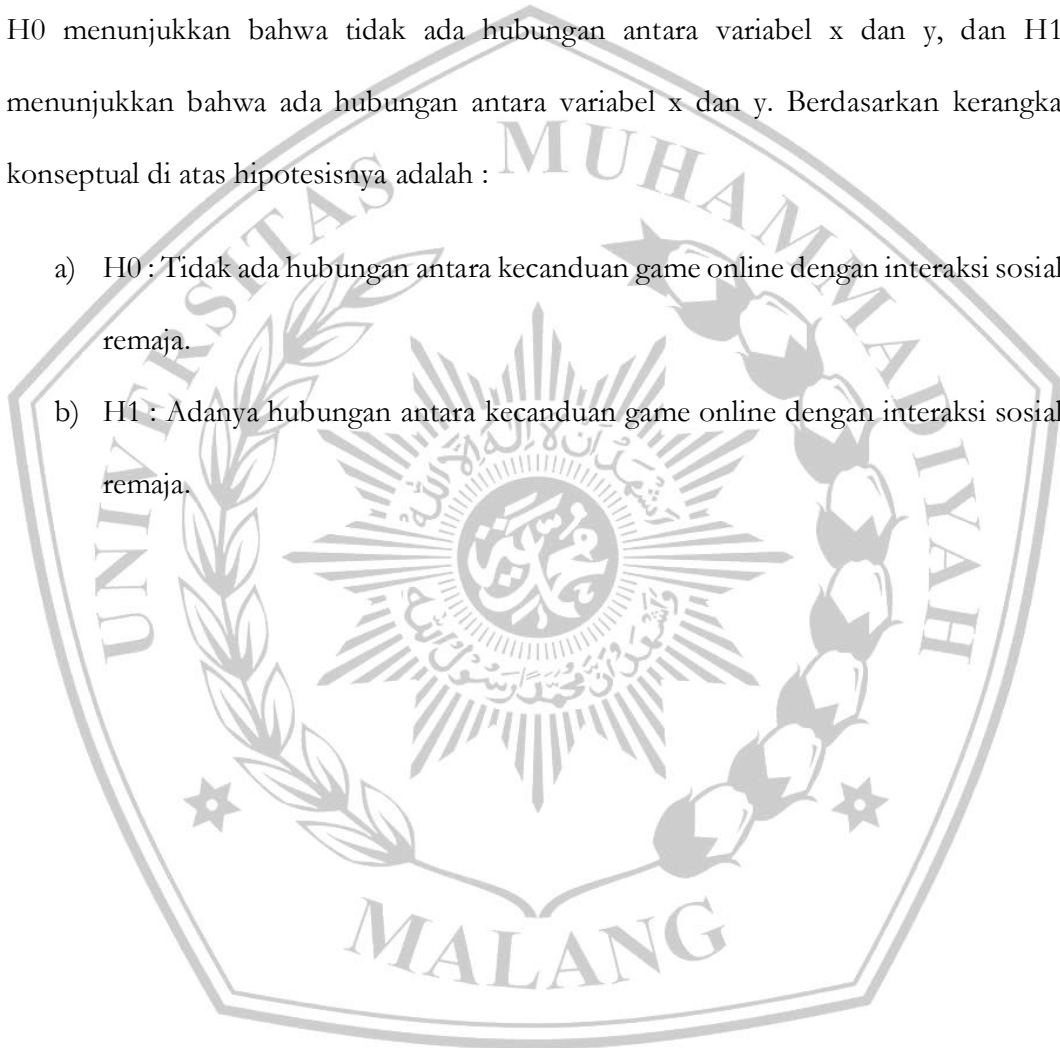 H0 menunjukkan bahwa tidak ada hubungan antara variabel x dan y, dan H1
menunjukkan bahwa ada hubungan antara variabel x dan y. Berdasarkan kerangka
konseptual di atas hipotesisnya adalah :
a) H0 : Tidak ada hubungan antara kecanduan game online dengan interaksi sosial
remaja.
b) H1 : Adanya hubungan antara kecanduan game online dengan interaksi sosial
remaja.
UNIVERSITAS MUHAMMADIYAH
MALANG